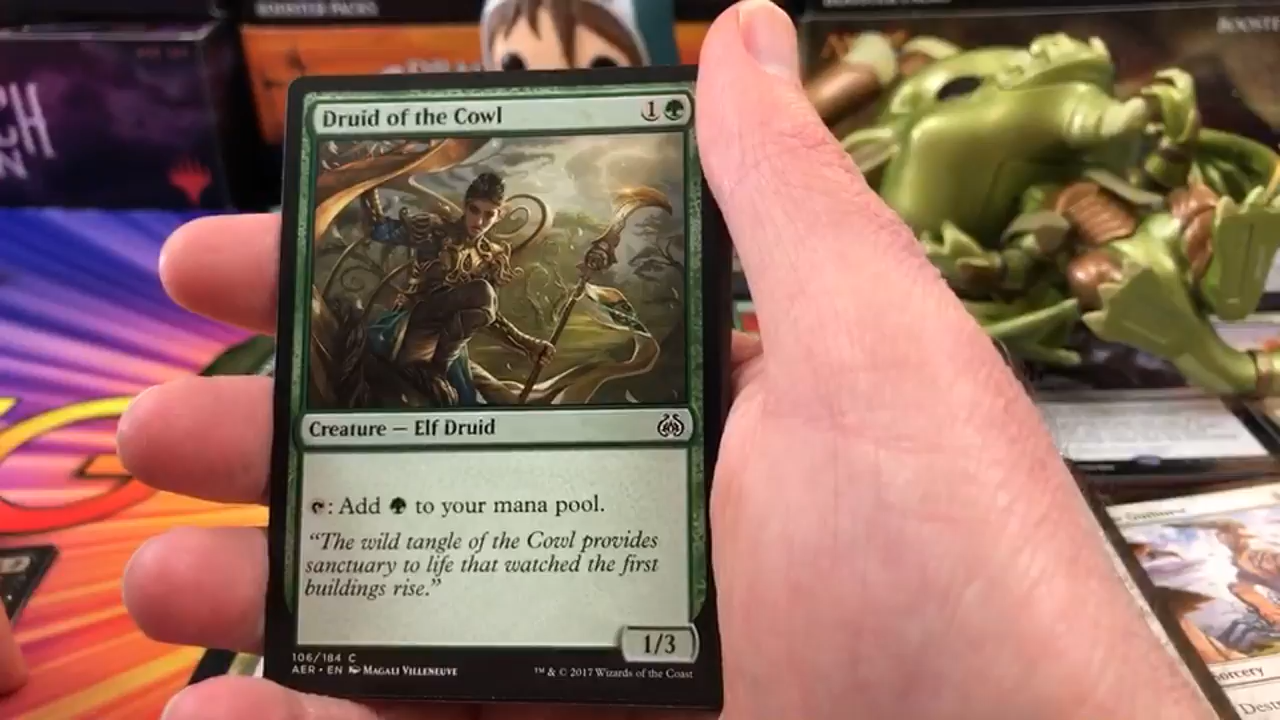 BOOSTER PACKS
Druid of the Cowl
1
Creature — Elf Druid
: Add to your mana pool.
“The wild tangle of the Cowl provides
sanctuary to life that watched the first
buildings rise.”
1/3
106/184 C
AER • EN Magali Villeneuve
™ & © 2017 Wizards of the Coast